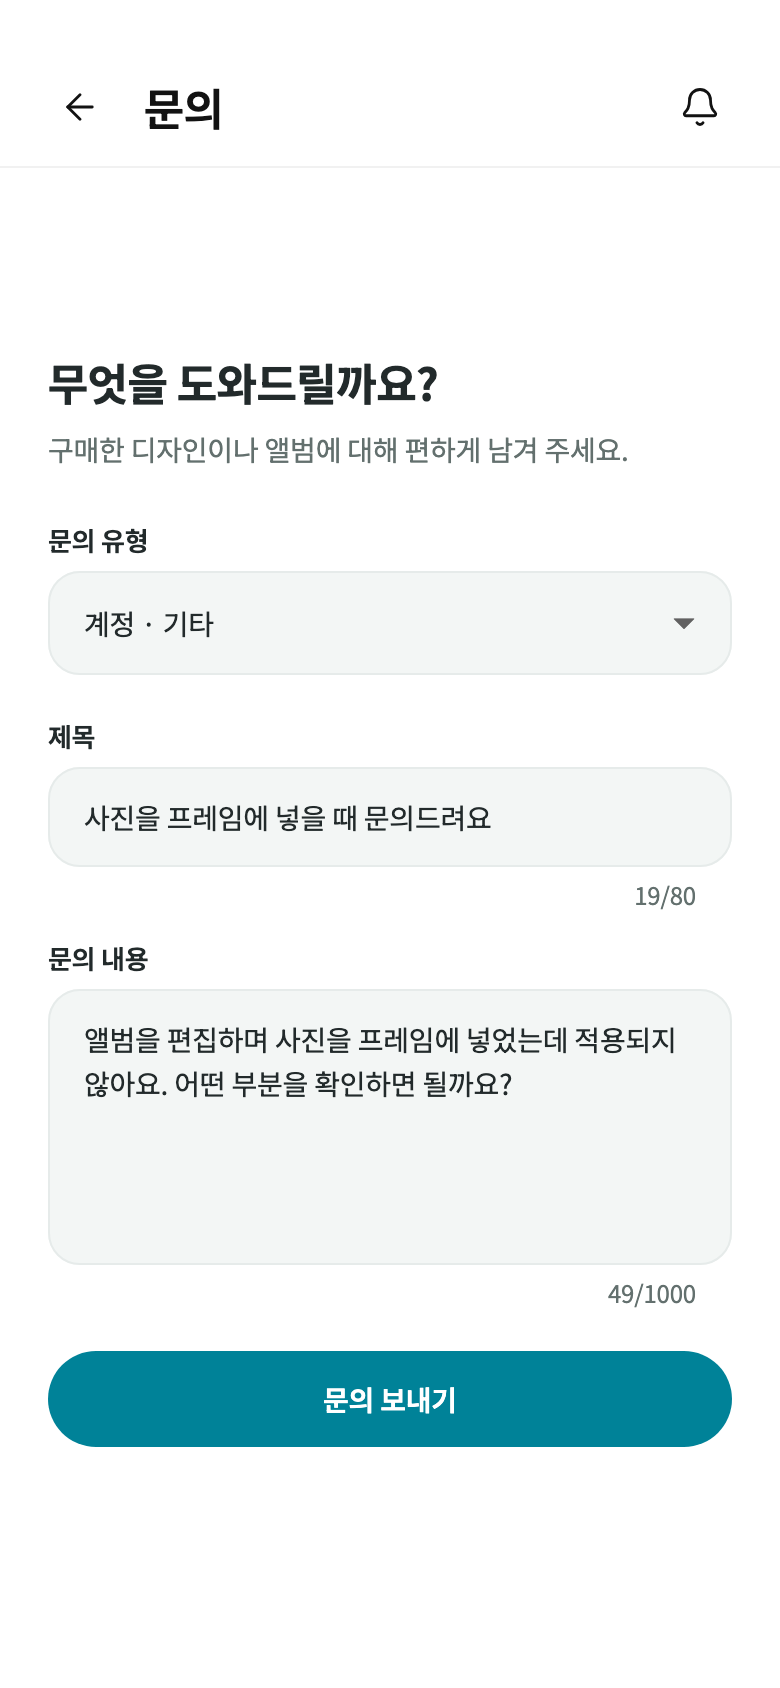 문의
무엇을 도와드릴까요?
구매한 디자인이나 앨범에 대해 편하게 남겨 주세요.
문의 유형
계정 · 기타
제목
사진을 프레임에 넣을 때 문의드려요
19/80
문의 내용
앨범을 편집하며 사진을 프레임에 넣었는데 적용되지
않아요. 어떤 부분을 확인하면 될까요?
49/1000
문의 보내기